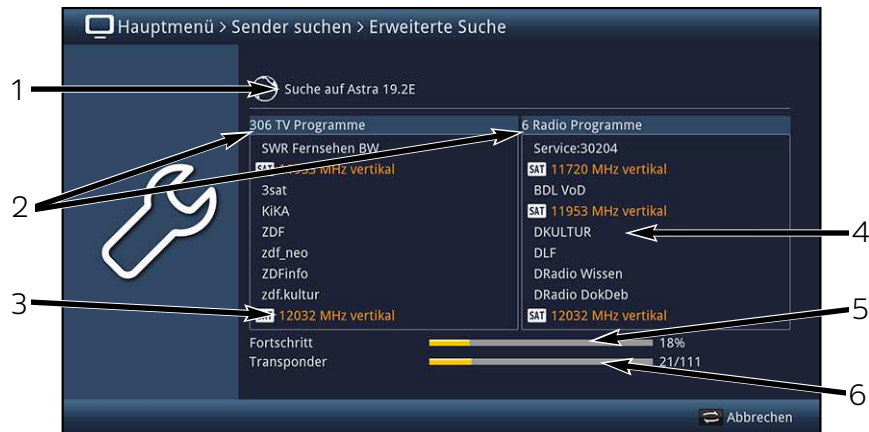 Hauptmenü > Sender suchen > Erweiterte Suche
1
Suche auf Astra 19.2E
306 TV Programme
6 Radio Programme
2
SWR Fernsehen BW
SAT 11953 MHz vertikal
3sat
KiKA
ZDF
zdf_neo
ZDFinfo
zdf.kultur
SAT 12032 MHz vertikal
Service:30204
SAT 11720 MHz vertikal
BDL VoD
SAT 11953 MHz vertikal
DKULTUR
DLF
DRadio Wissen
DRadio DokDeb
SAT 12032 MHz vertikal
3
4
5
Fortschritt 18%
Transponder 21/111
6
Abbrechen